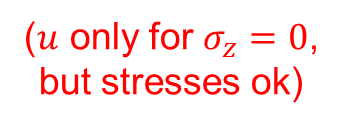 (𝑢 only for 𝜎𝑧 = 0,
but stresses ok)